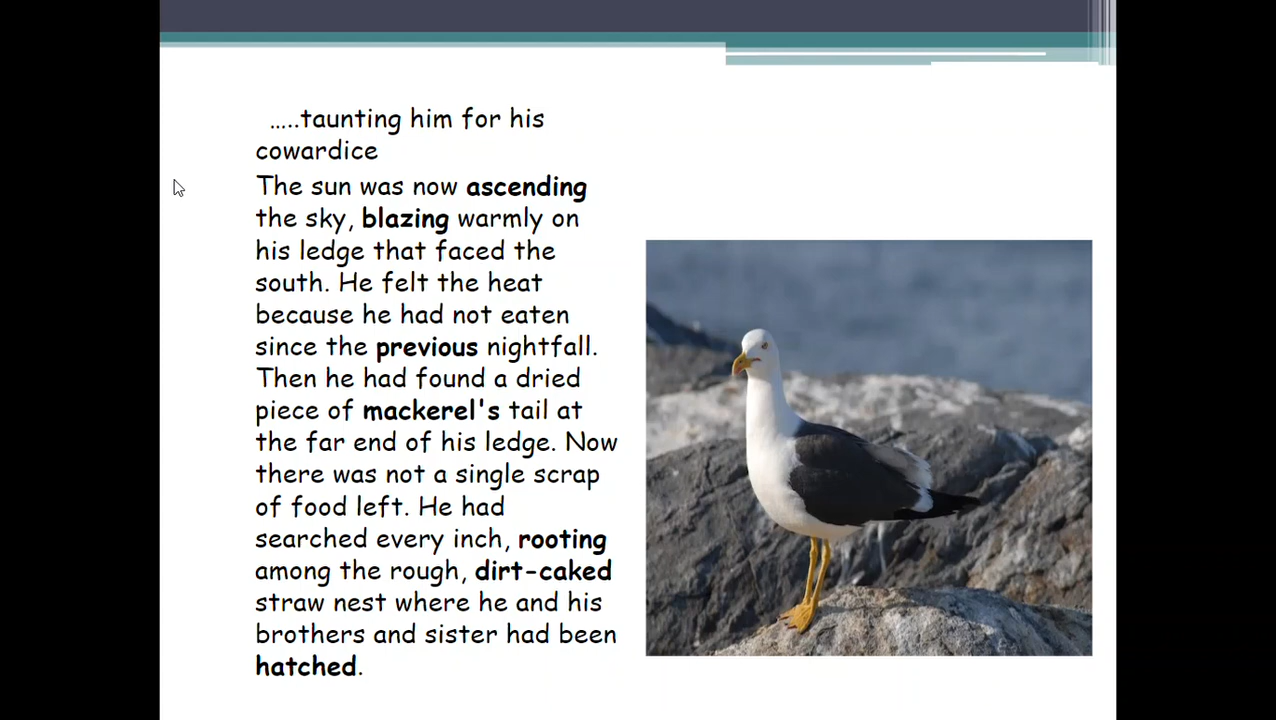 …..taunting him for his
cowardice
The sun was now ascending
the sky, blazing warmly on
his ledge that faced the
south. He felt the heat
because he had not eaten
since the previous nightfall.
Then he had found a dried
piece of mackerel's tail at
the far end of his ledge. Now
there was not a single scrap
of food left. He had
searched every inch, rooting
among the rough, dirt-caked
straw nest where he and his
brothers and sister had been
hatched.